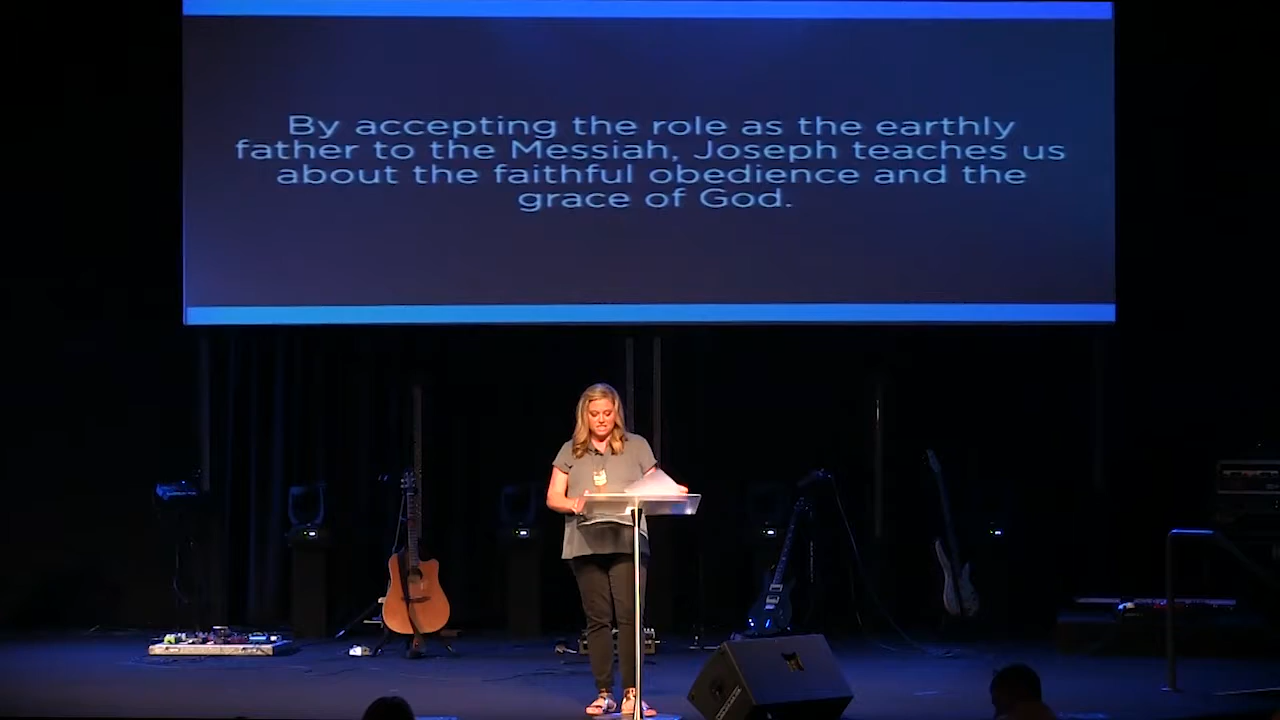 By accepting the role as the earthly
father to the Messiah, Joseph teaches us
about the faithful obedience and the
grace of God.